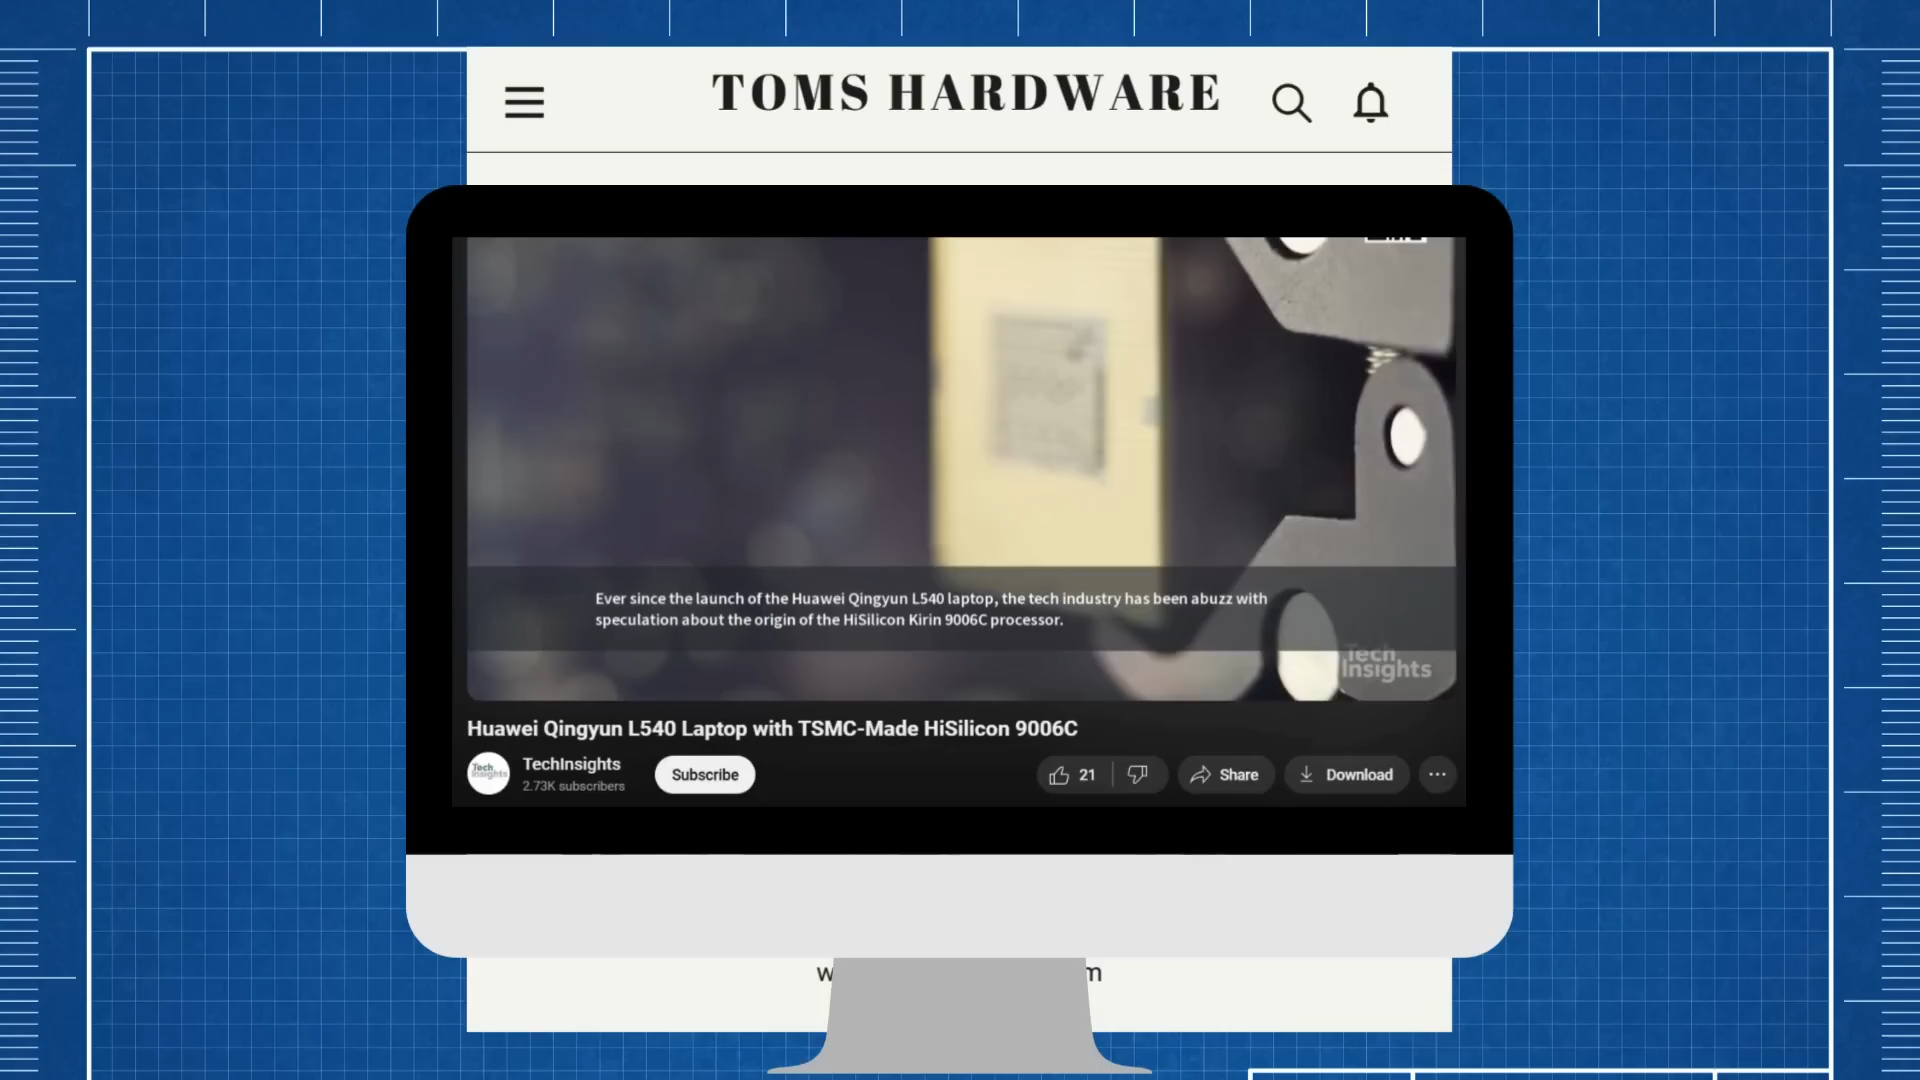 TOMS HARDWARE
Ever since the launch of the Huawei Qingyun L540 laptop, the tech industry has been abuzz with
speculation about the origin of the HiSilicon Kirin 9006C processor.
Tech
Insights
Huawei Qingyun L540 Laptop with TSMC-Made HiSilicon 9006C
Tech
Insights
TechInsights
2.73K subscribers
Subscribe
21
Share
Download
w
m